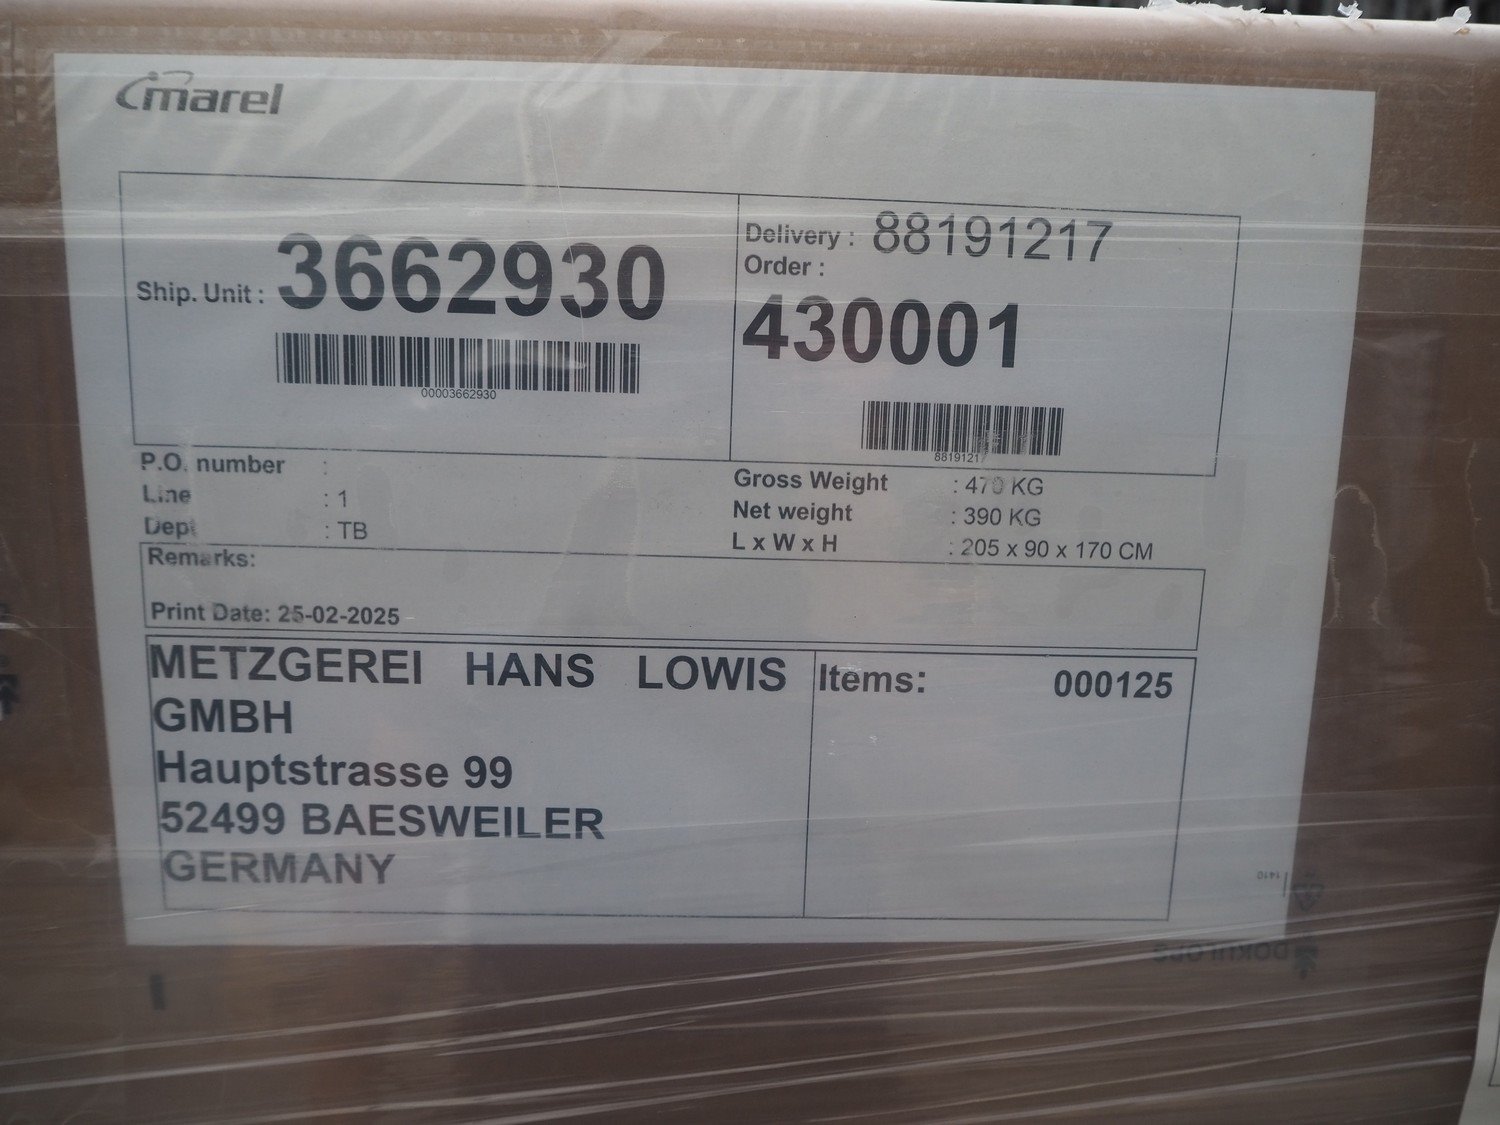 marel
Ship. Unit : 3662930
00003662930
Delivery : 88191217
Order :
430001
P.O. number :
Line : 1
Dept : TB
Gross Weight : 470 KG
Net weight : 390 KG
L x W x H : 205 x 90 x 170 CM
Remarks:
Print Date: 25-02-2025
METZGEREI HANS LOWIS
GMBH
Hauptstrasse 99
52499 BAESWEILER
GERMANY
Items: 000125
1410